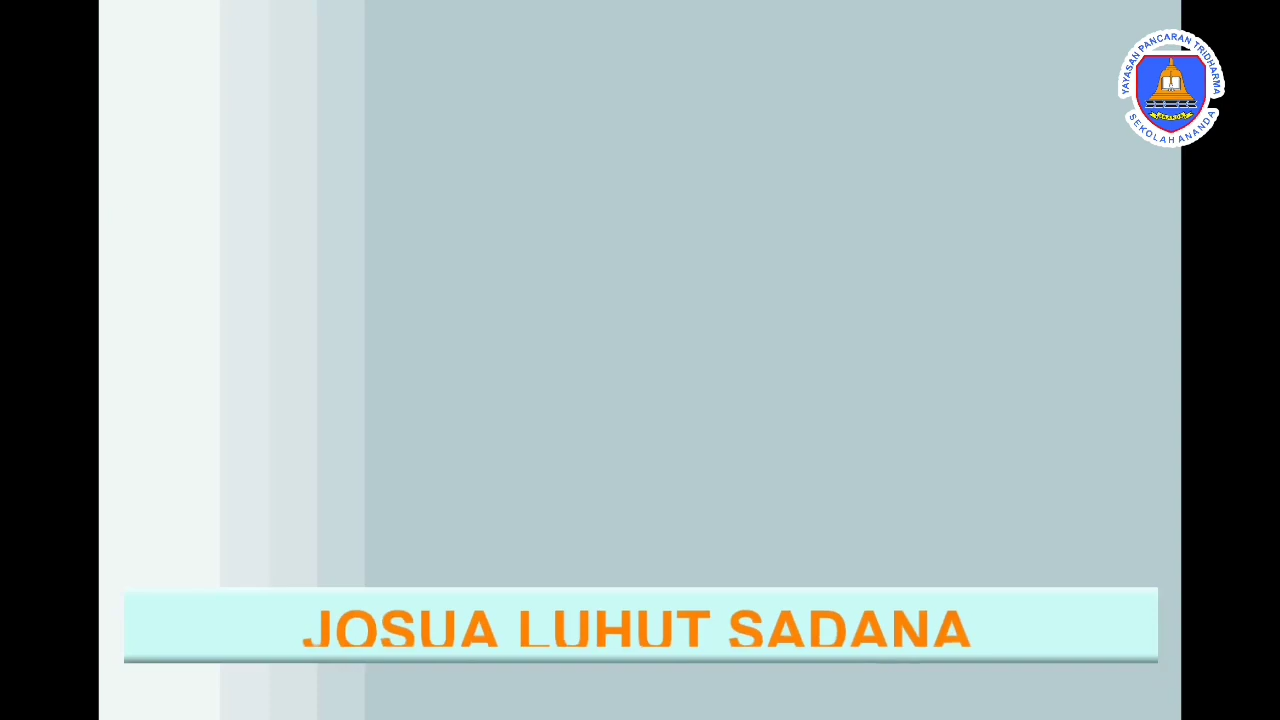 YAYASAN PANCARAN TRIDHARMA
SEKOLAH ANANDA
JOSUA LUHUT SADANA